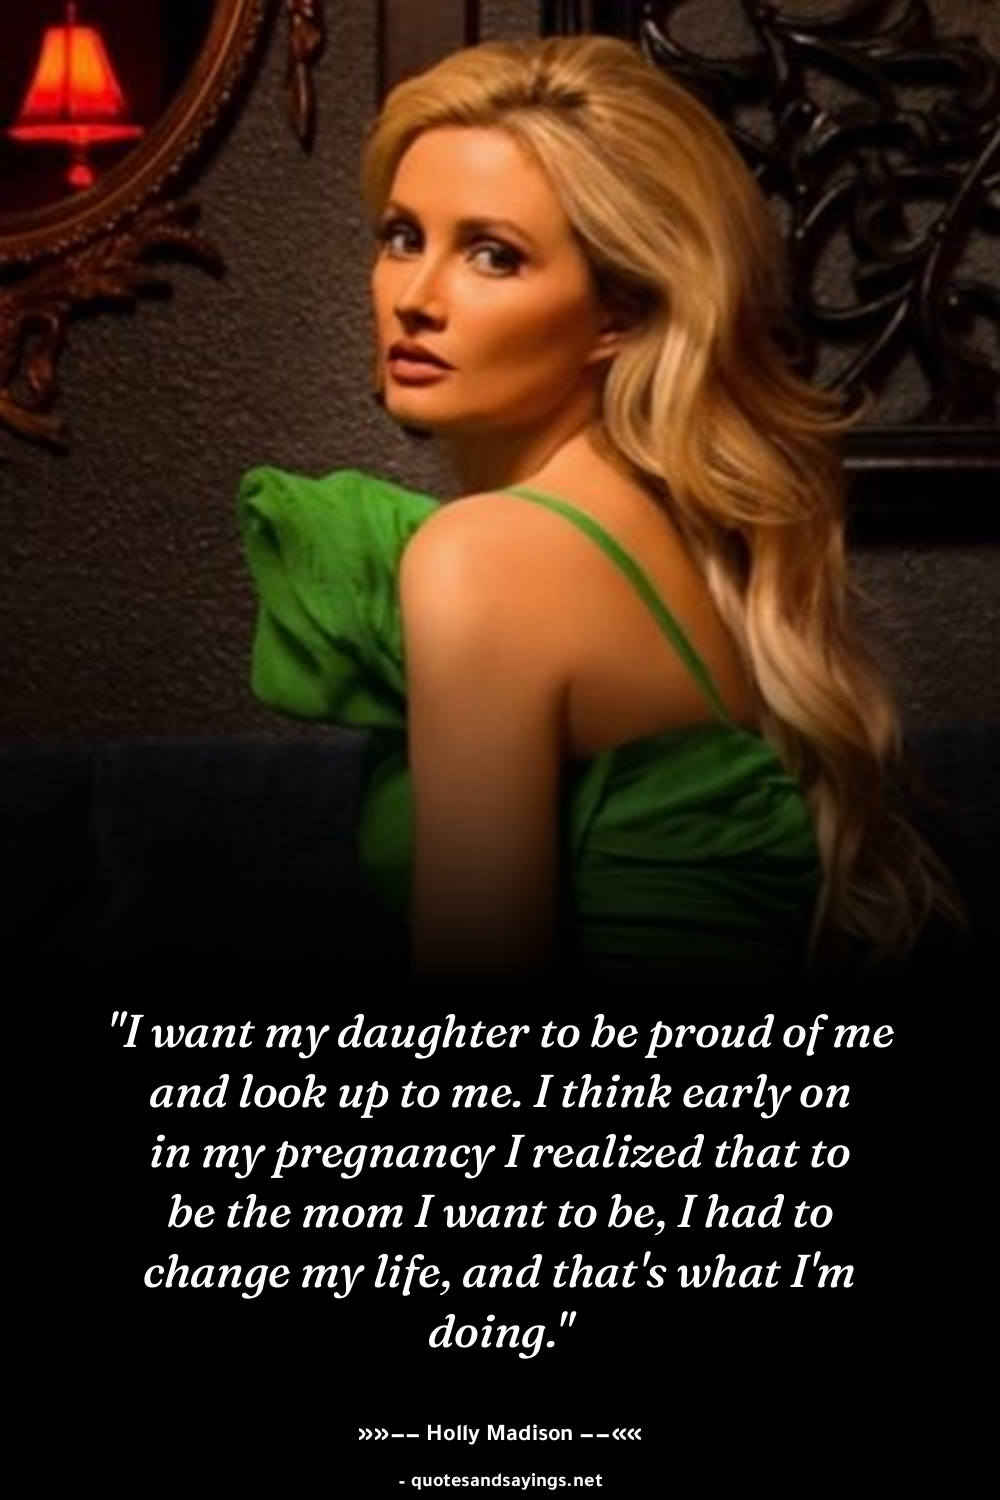 "I want my daughter to be proud of me
and look up to me. I think early on
in my pregnancy I realized that to
be the mom I want to be, I had to
change my life, and that's what I'm
doing."
»»−− Holly Madison −−««
- quotesandsayings.net